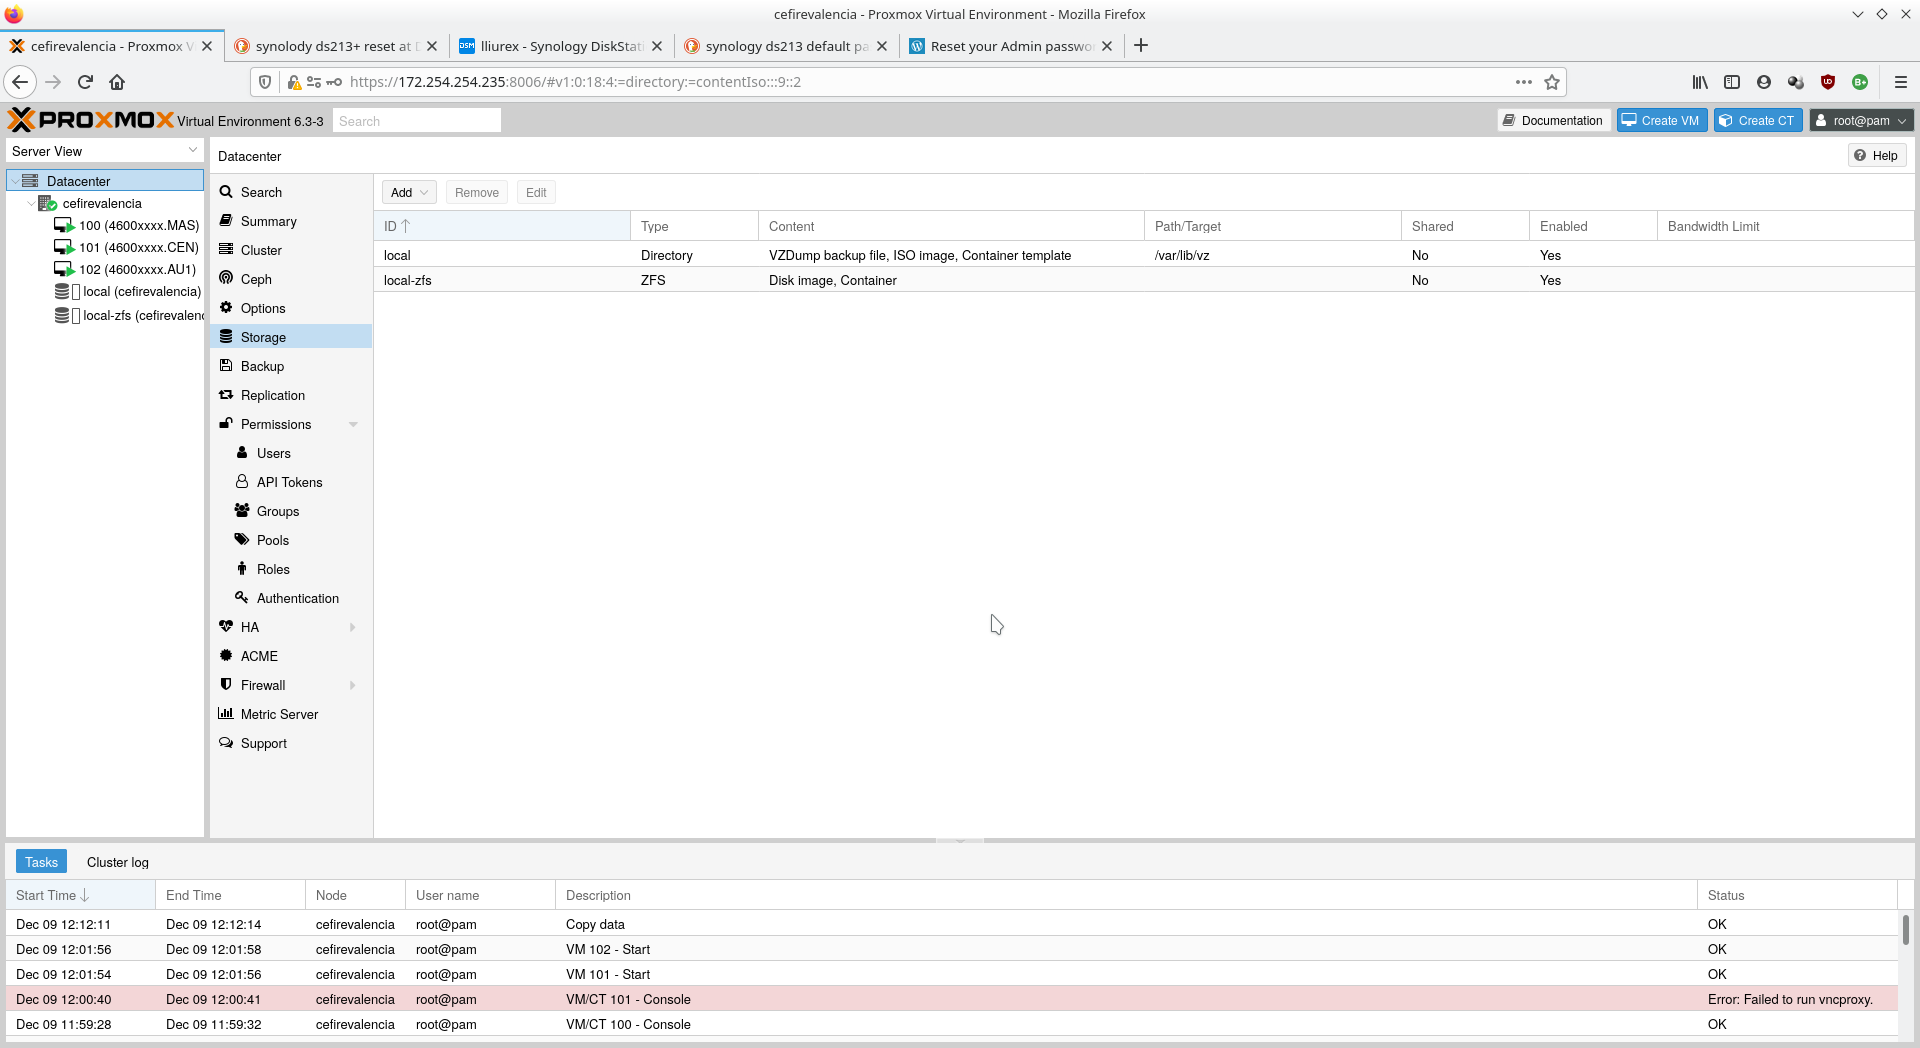 cefirevalencia - Proxmox Virtual Environment - Mozilla Firefox
cefirevalencia - Proxmox V
synolody ds213+ reset at D
lliurex - Synology DiskStati
synology ds213 default pa
Reset your Admin passwo
https://172.254.254.235:8006/#v1:0:18:4:=directory:=contentIso:::9::2
PROXMOX Virtual Environment 6.3-3
Search
Documentation
Create VM
Create CT
root@pam
Server View
Datacenter
cefirevalencia
100 (4600xxxx.MAS)
101 (4600xxxx.CEN)
102 (4600xxxx.AU1)
local (cefirevalencia)
local-zfs (cefirevalenc
Datacenter
Help
Search
Summary
Cluster
Ceph
Options
Storage
Backup
Replication
Permissions
Users
API Tokens
Groups
Pools
Roles
Authentication
HA
ACME
Firewall
Metric Server
Support
Add Remove Edit
ID Type Content Path/Target Shared Enabled Bandwidth Limit
local Directory VZDump backup file, ISO image, Container template /var/lib/vz No Yes
local-zfs ZFS Disk image, Container No Yes
Tasks Cluster log
Start Time End Time Node User name Description Status
Dec 09 12:12:11 Dec 09 12:12:14 cefirevalencia root@pam Copy data OK
Dec 09 12:01:56 Dec 09 12:01:58 cefirevalencia root@pam VM 102 - Start OK
Dec 09 12:01:54 Dec 09 12:01:56 cefirevalencia root@pam VM 101 - Start OK
Dec 09 12:00:40 Dec 09 12:00:41 cefirevalencia root@pam VM/CT 101 - Console Error: Failed to run vncproxy.
Dec 09 11:59:28 Dec 09 11:59:32 cefirevalencia root@pam VM/CT 100 - Console OK